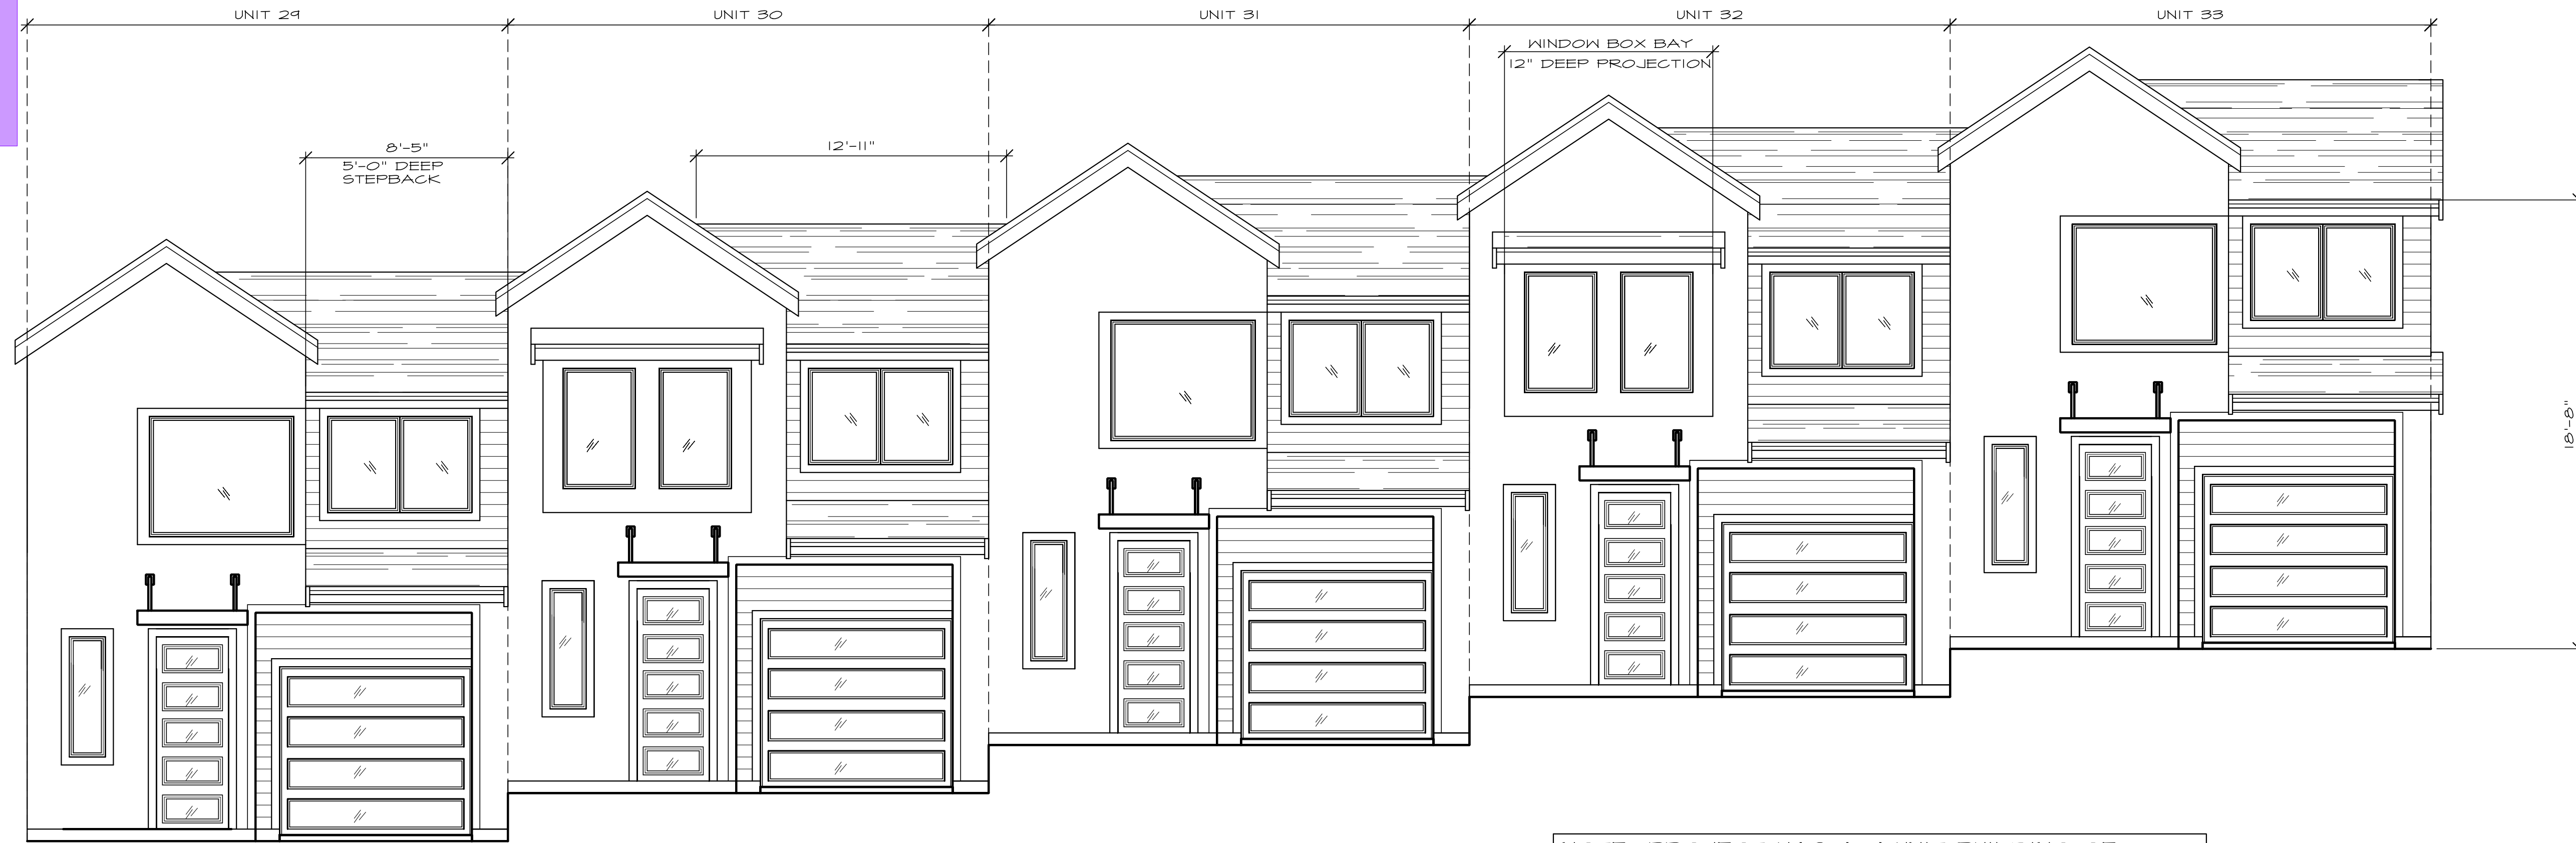 UNIT 29
UNIT 30
UNIT 31
UNIT 32
UNIT 33
WINDOW BOX BAY
12" DEEP PROJECTION
8'-5"
5'-0" DEEP
STEPBACK
12'-11"
18'-8"